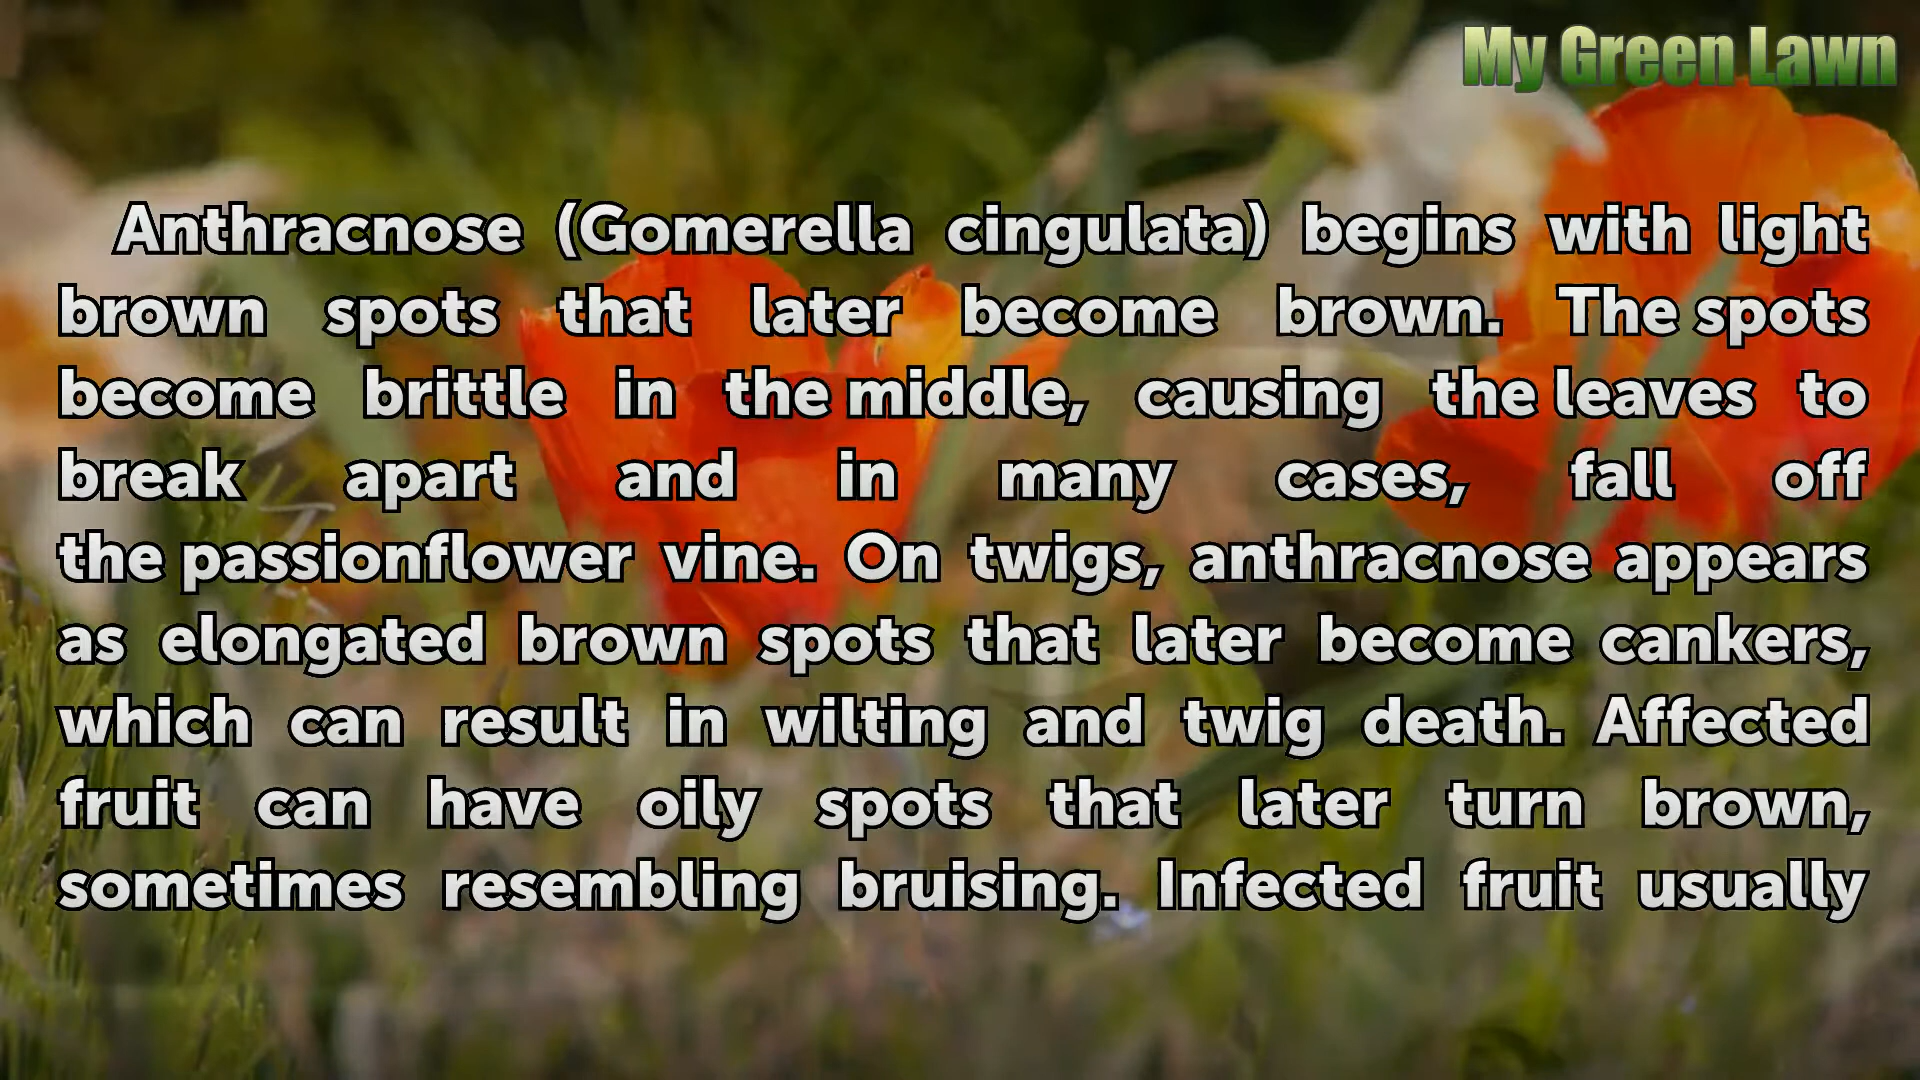 My Green Lawn
Anthracnose (Gomerella cingulata) begins with light
brown spots that later become brown. The spots
become brittle in the middle, causing the leaves to
break apart and in many cases, fall off
the passionflower vine. On twigs, anthracnose appears
as elongated brown spots that later become cankers,
which can result in wilting and twig death. Affected
fruit can have oily spots that later turn brown,
sometimes resembling bruising. Infected fruit usually